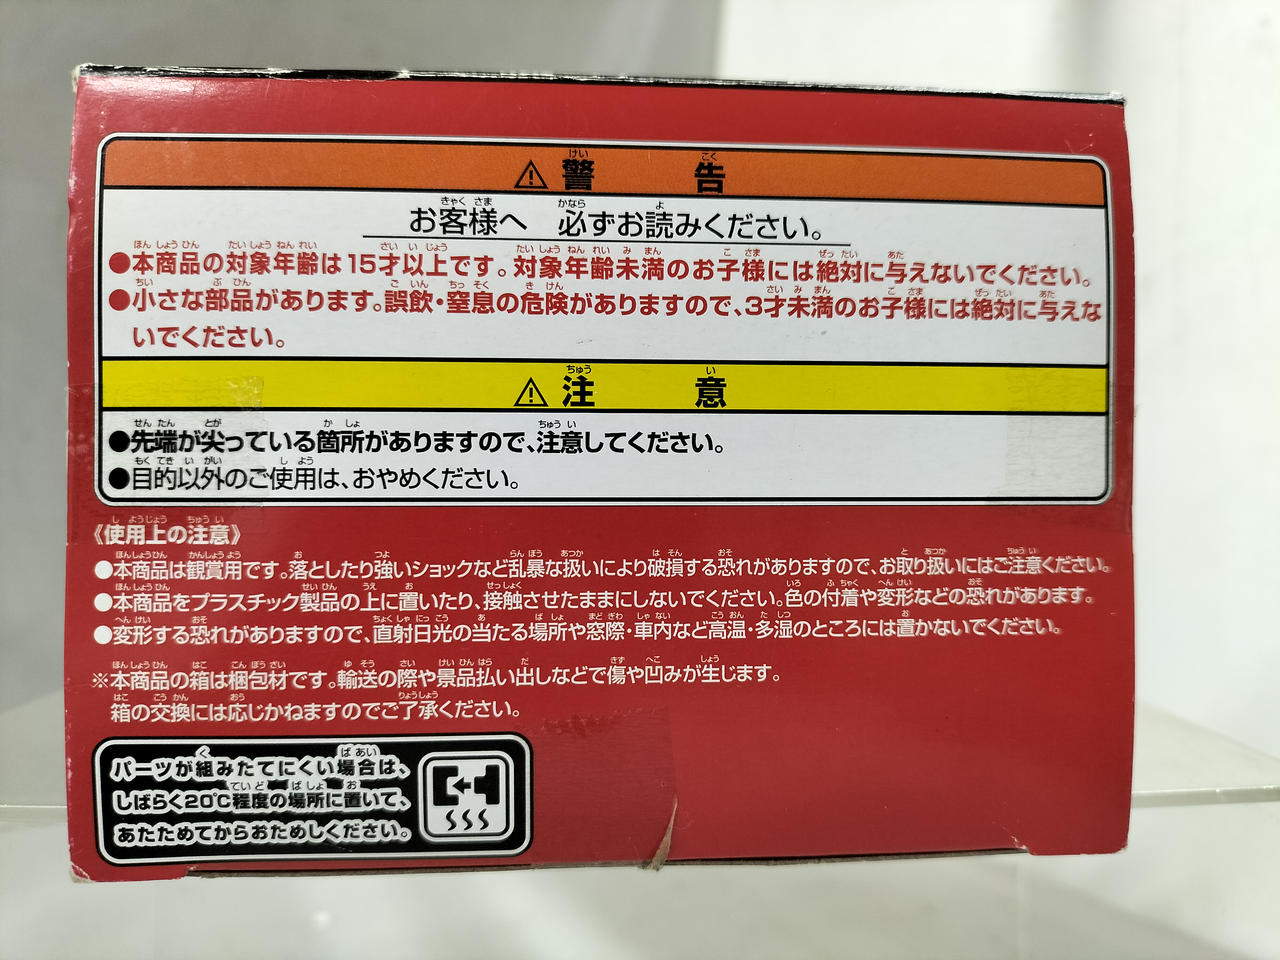 ⚠警告
お客様へ 必ずお読みください。
●本商品の対象年齢は15才以上です。対象年齢未満のお子様には絶対に与えないでください。
●小さな部品があります。誤飲・窒息の危険がありますので、3才未満のお子様には絶対に与えな
いでください。
⚠注意
●先端が尖っている箇所がありますので、注意してください。
●目的以外のご使用は、おやめください。
《使用上の注意》
●本商品は観賞用です。落としたり強いショックなど乱暴な扱いにより破損する恐れがありますので、お取り扱いにはご注意ください。
●本商品をプラスチック製品の上に置いたり、接触させたままにしないでください。色の付着や変形などの恐れがあります。
●変形する恐れがありますので、直射日光の当たる場所や窓際・車内など高温・多湿のところには置かないでください。
※本商品の箱は梱包材です。輸送の際や景品払い出しなどで傷や凹みが生じます。
箱の交換には応じかねますのでご了承ください。
パーツが組みたてにくい場合は、
しばらく20℃程度の場所に置いて、
あたためてからおためしください。